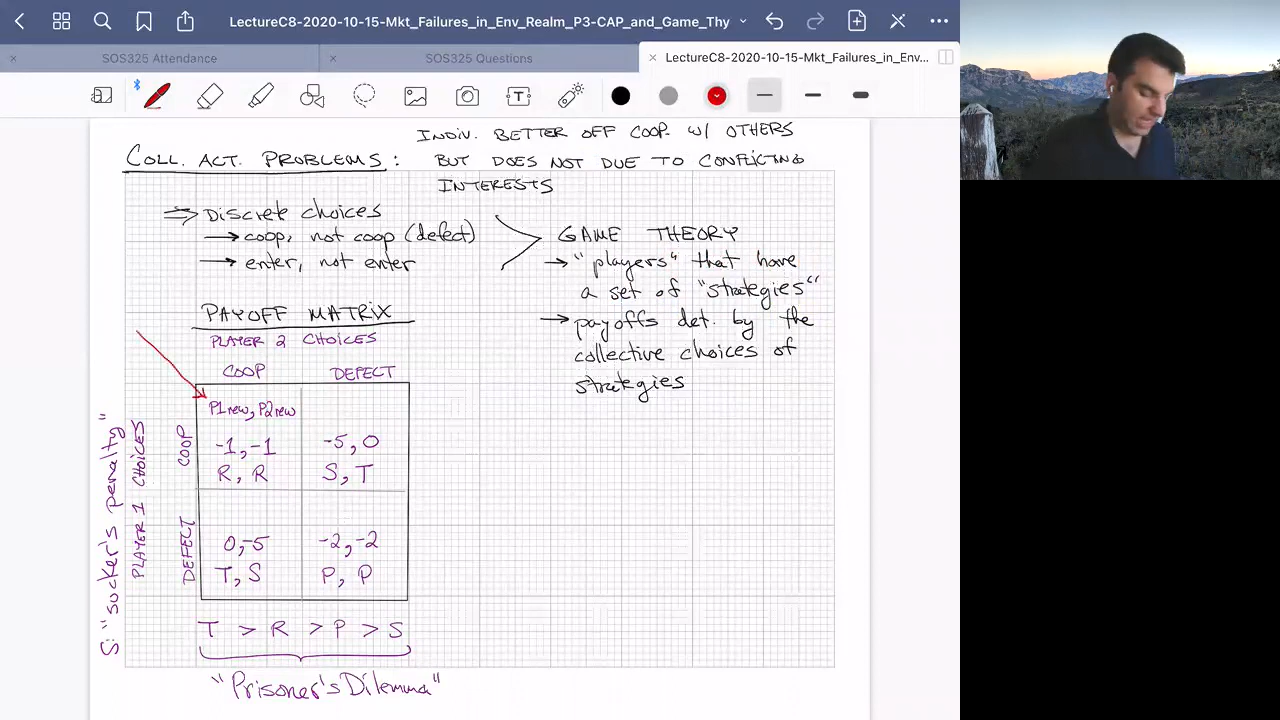 LectureC8-2020-10-15-Mkt_Failures_in_Env_Realm_P3-CAP_and_Game_Thy
SOS325 Attendance
SOS325 Questions
LectureC8-2020-10-15-Mkt_Failures_in_Env...
COLL. ACT. PROBLEMS:
INDIV. BETTER OFF COOP. W/ OTHERS
BUT DOES NOT DUE TO CONFLICTING
INTERESTS
⇒ Discrete choices
→ coop, not coop (defect)
→ enter, not enter
GAME THEORY
→ "players" that have
a set of "strategies"
→ payoffs det. by the
collective choices of
strategies
PAYOFF MATRIX
PLAYER 2 CHOICES
COOP DEFECT
PLAYER 1 CHOICES
COOP
P1rew, P2rew
-1, -1 -5, 0
R, R S, T
DEFECT
0, -5 -2, -2
T, S P, P
T > R > P > S
"Prisoner's Dilemma"
S: "sucker's penalty"